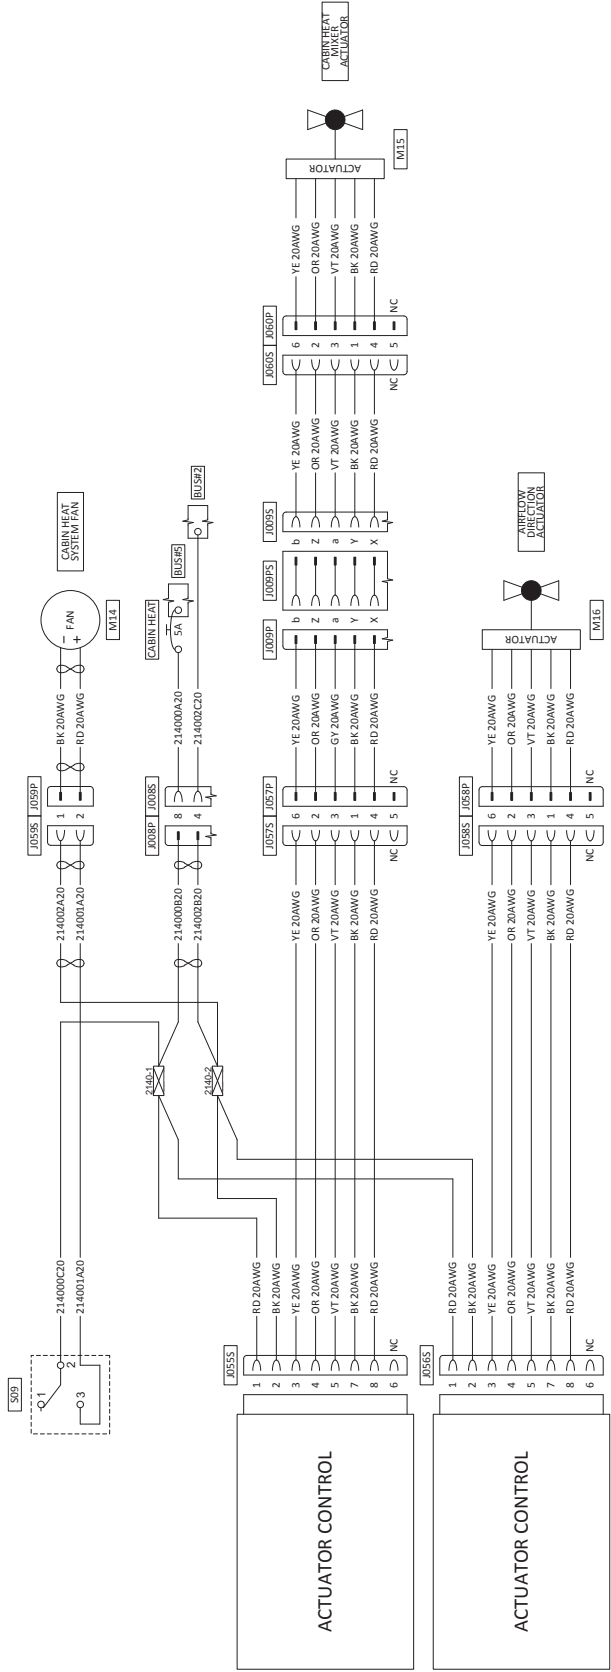 S09
1
2
3
214000C20
214001A20
214002A20
214001A20
J059S
J059P
1
2
BK 20AWG
RD 20AWG
–
+
FAN
M14
CABIN HEAT
SYSTEM FAN
2140-1
2140-2
214000B20
214002B20
J008P
J008S
8
4
214000A20
214002C20
CABIN HEAT
5A
BUS#5
BUS#2
ACTUATOR CONTROL
J055S
1
2
3
4
5
7
8
6
RD 20AWG
BK 20AWG
YE 20AWG
OR 20AWG
VT 20AWG
BK 20AWG
RD 20AWG
NC
YE 20AWG
OR 20AWG
VT 20AWG
BK 20AWG
RD 20AWG
NC
J057S
J057P
6
2
3
1
4
5
NC
YE 20AWG
OR 20AWG
GY 20AWG
BK 20AWG
RD 20AWG
J009P
b
Z
a
Y
X
J009PS
J009S
b
Z
a
Y
X
YE 20AWG
OR 20AWG
VT 20AWG
BK 20AWG
RD 20AWG
NC
J060S
J060P
6
2
3
1
4
5
NC
YE 20AWG
OR 20AWG
VT 20AWG
BK 20AWG
RD 20AWG
ACTUATOR
M15
CABIN HEAT
MIXER
ACTUATOR
ACTUATOR CONTROL
J056S
1
2
3
4
5
7
8
6
RD 20AWG
BK 20AWG
YE 20AWG
OR 20AWG
VT 20AWG
BK 20AWG
RD 20AWG
NC
YE 20AWG
OR 20AWG
VT 20AWG
BK 20AWG
RD 20AWG
NC
J058S
J058P
6
2
3
1
4
5
NC
YE 20AWG
OR 20AWG
VT 20AWG
BK 20AWG
RD 20AWG
ACTUATOR
M16
AIRFLOW
DIRECTION
ACTUATOR